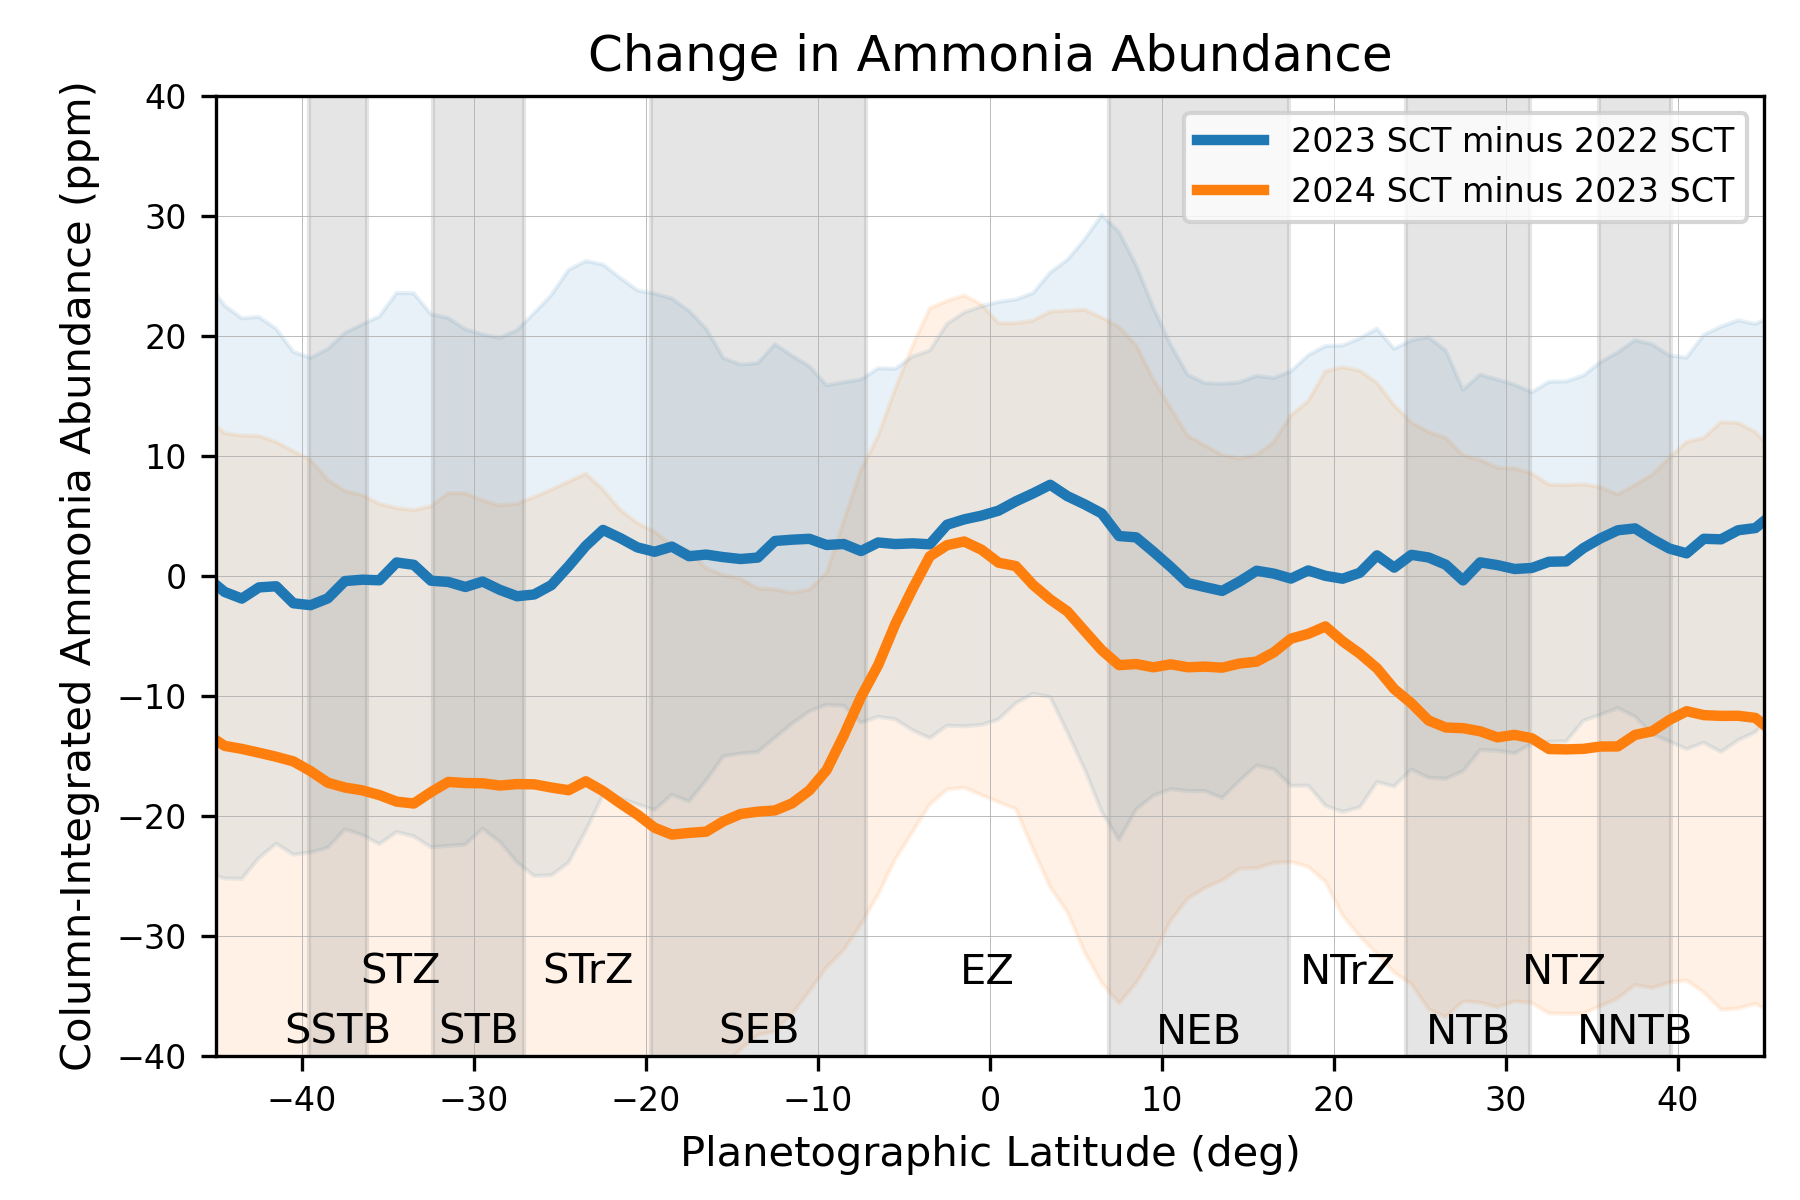 Change in Ammonia Abundance
Column-Integrated Ammonia Abundance (ppm)
40
30
20
10
0
−10
−20
−30
−40
2023 SCT minus 2022 SCT
2024 SCT minus 2023 SCT
STZ STrZ EZ NTrZ NTZ
SSTB STB SEB NEB NTB NNTB
−40 −30 −20 −10 0 10 20 30 40
Planetographic Latitude (deg)